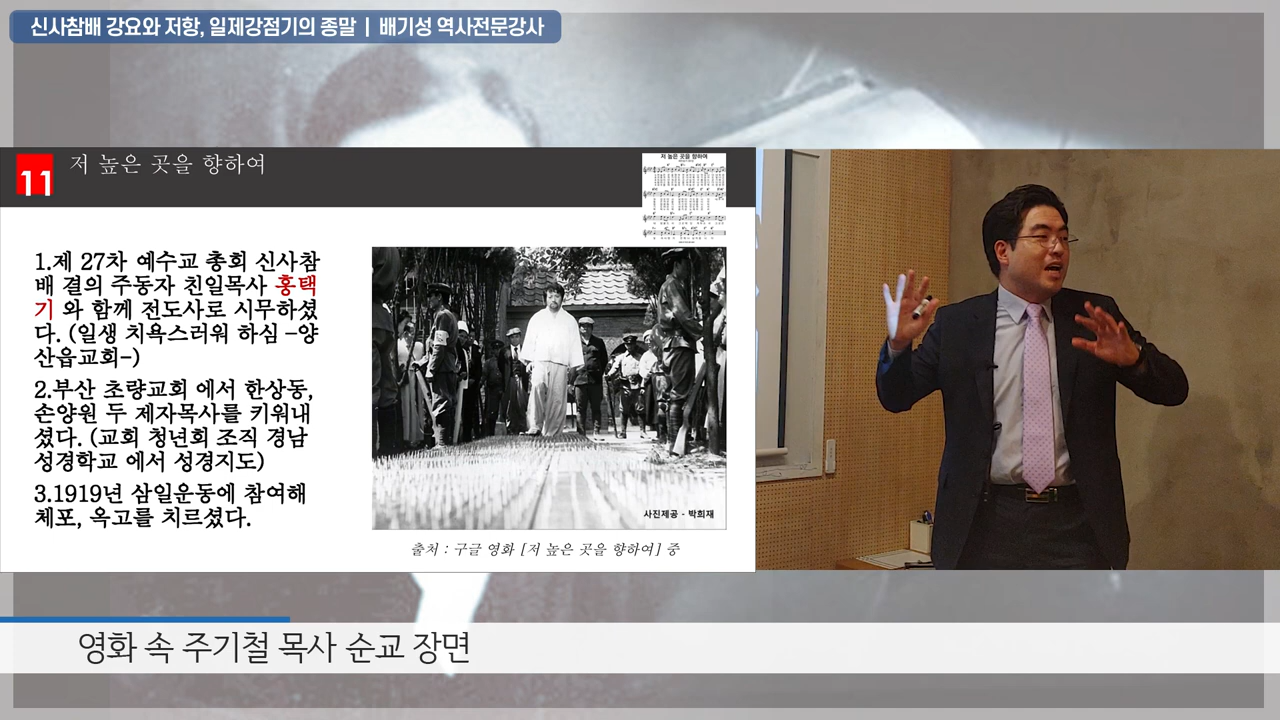 신사참배 강요와 저항, 일제강점기의 종말 | 배기성 역사전문강사
11
저 높은 곳을 향하여
저 높은 곳을 향하여
1.제 27차 예수교 총회 신사참
배 결의 주동자 친일목사 홍택
기 와 함께 전도사로 시무하셨
다. (일생 치욕스러워 하심 –양
산읍교회–)
2.부산 초량교회 에서 한상동,
손양원 두 제자목사를 키워내
셨다. (교회 청년회 조직 경남
성경학교 에서 성경지도)
3.1919년 삼일운동에 참여해
체포, 옥고를 치르셨다.
사진제공 - 박희재
출처 : 구글 영화 [저 높은 곳을 향하여] 중
영화 속 주기철 목사 순교 장면